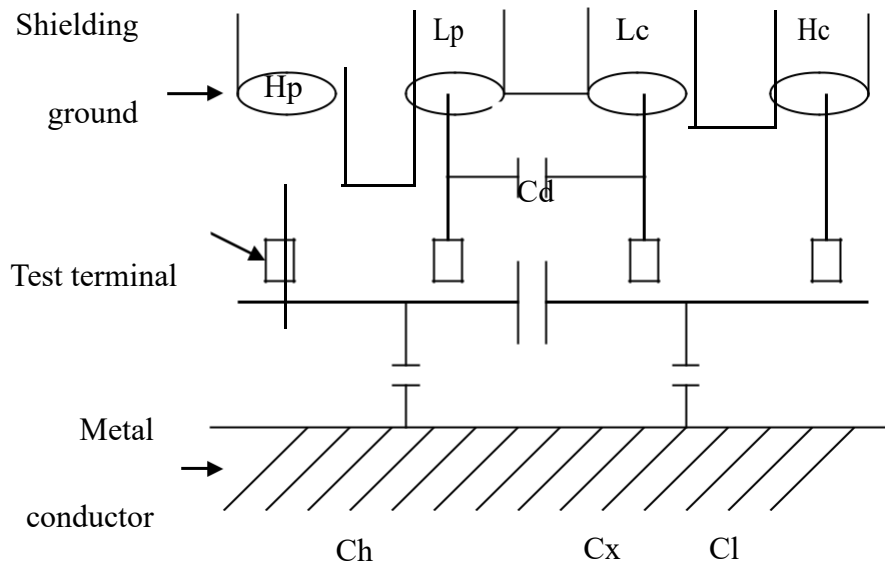 Shielding
ground
Hp
Lp
Lc
Hc
Cd
Test terminal
Metal
conductor
Ch
Cx
Cl